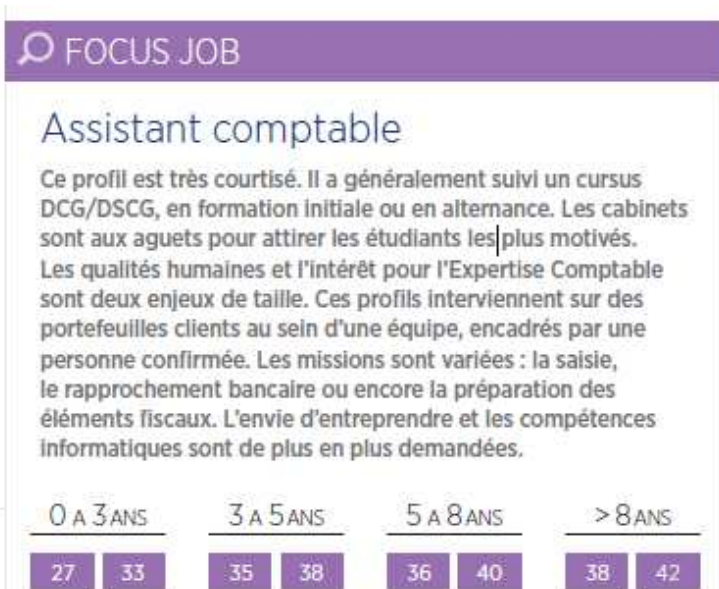 FOCUS JOB
Assistant comptable
Ce profil est très courtisé. Il a généralement suivi un cursus
DCG/DSCG, en formation initiale ou en alternance. Les cabinets
sont aux aguets pour attirer les étudiants les plus motivés.
Les qualités humaines et l'intérêt pour l'Expertise Comptable
sont deux enjeux de taille. Ces profils interviennent sur des
portefeuilles clients au sein d'une équipe, encadrés par une
personne confirmée. Les missions sont variées : la saisie,
le rapprochement bancaire ou encore la préparation des
éléments fiscaux. L'envie d'entreprendre et les compétences
informatiques sont de plus en plus demandées.
0 A 3 ANS 3 A 5 ANS 5 A 8 ANS > 8 ANS
27 33 35 38 36 40 38 42